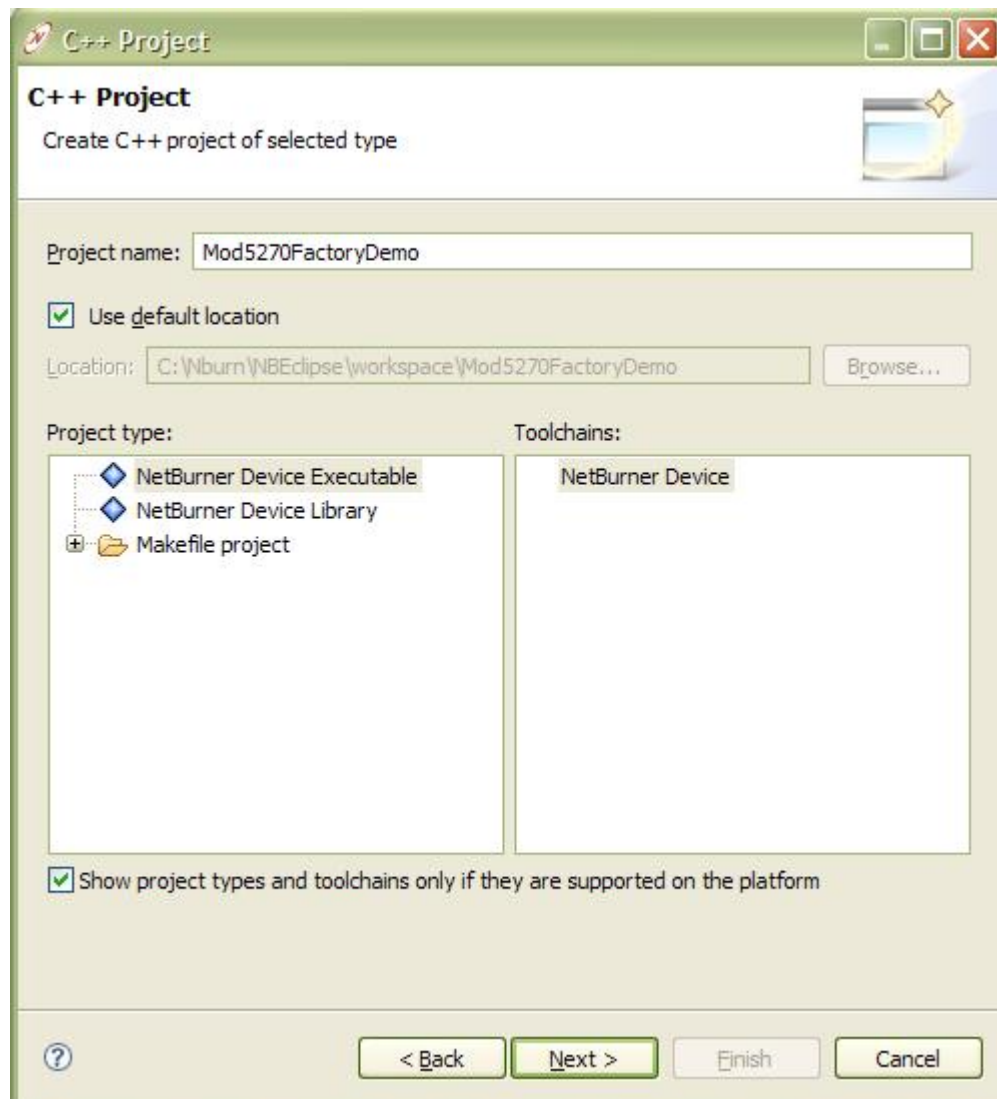 C++ Project
C++ Project
Create C++ project of selected type
Project name: Mod5270FactoryDemo
Use default location
Location: C:\Nburn\NBEclipse\workspace\Mod5270FactoryDemo Browse...
Project type: Toolchains:
NetBurner Device Executable NetBurner Device
NetBurner Device Library
Makefile project
Show project types and toolchains only if they are supported on the platform
? < Back Next > Finish Cancel